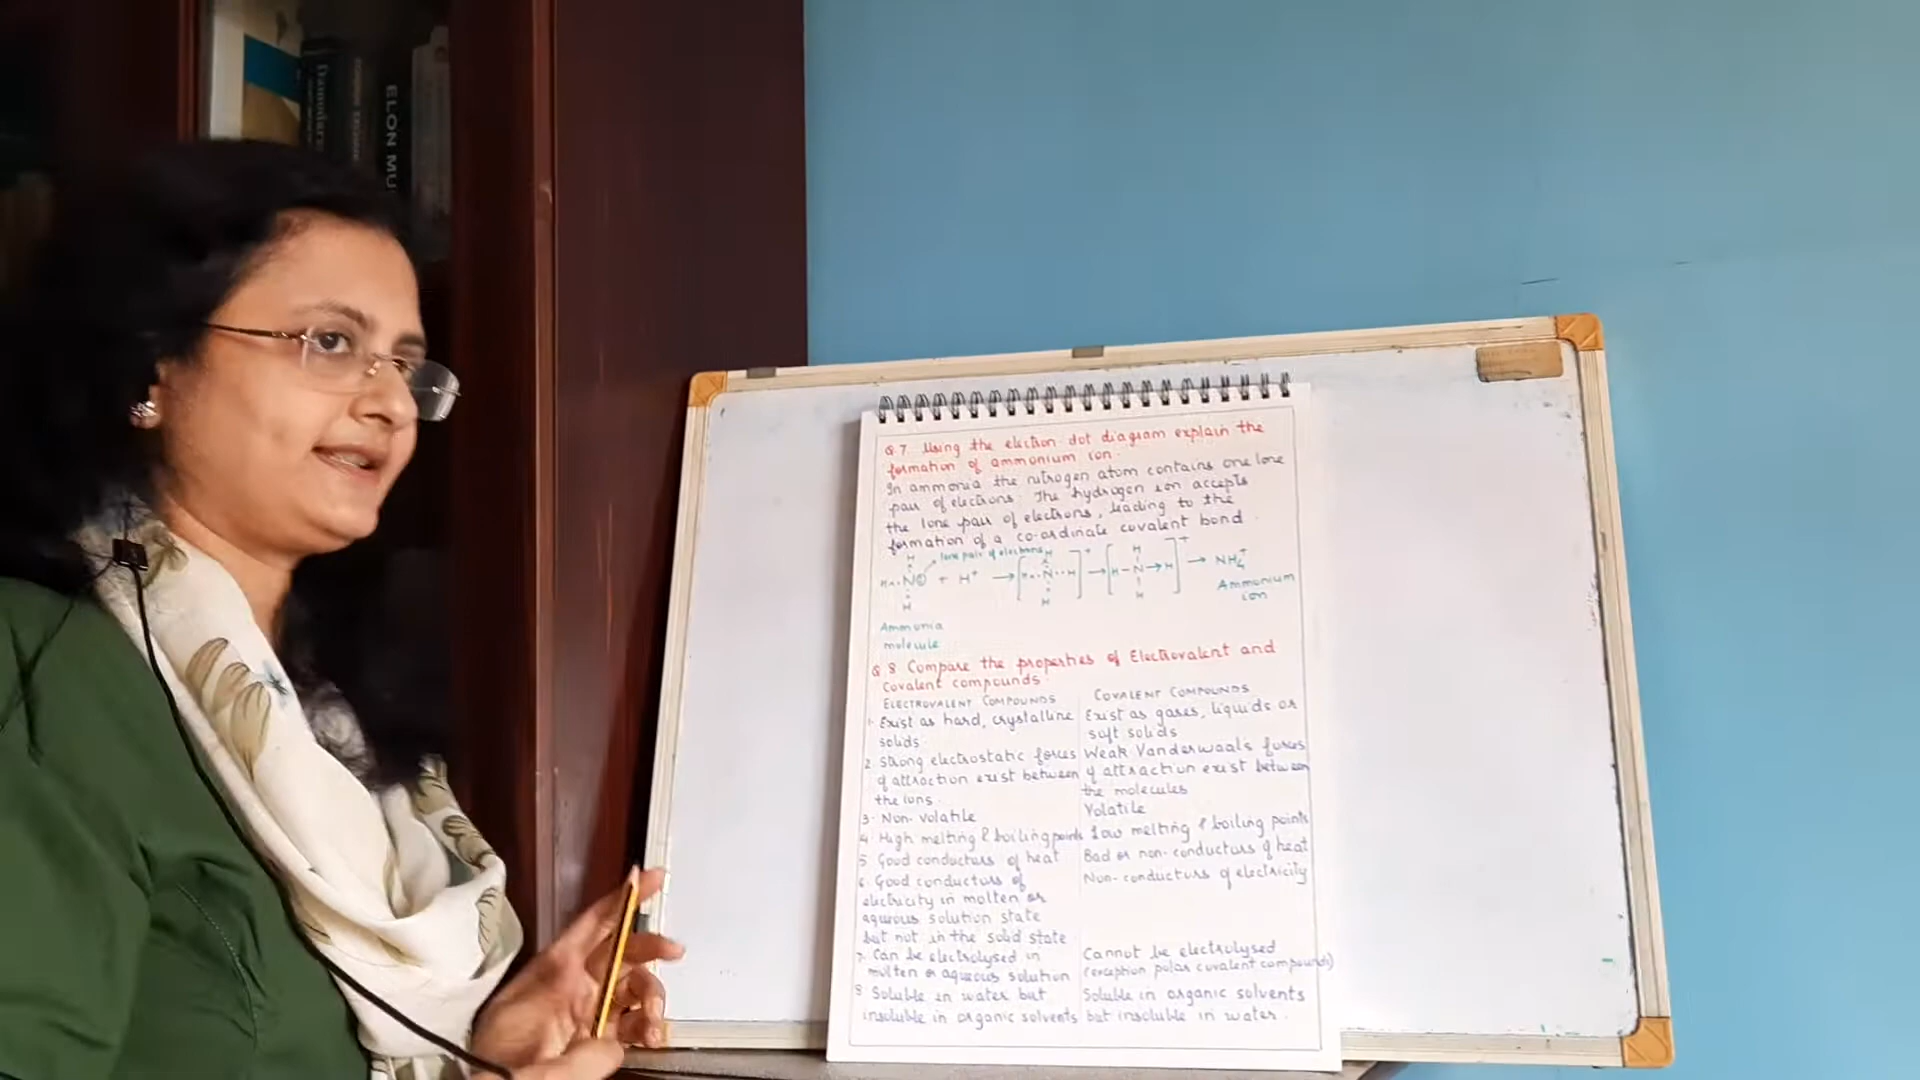 ELON MU
Q.7 Using the electron dot diagram explain the
formation of ammonium ion.
In ammonia the nitrogen atom contains one lone
pair of electrons. The hydrogen ion accepts
the lone pair of electrons, leading to the
formation of a co-ordinate covalent bond.
lone pair of electrons
H N + H+ → [H N H]+ → [H-N→H]+ → NH4+
Ammonium
ion
Ammonia
molecule
Q.8 Compare the properties of Electrovalent and
Covalent compounds
ELECTROVALENT COMPOUNDS
1. Exist as hard, crystalline
solids.
2. Strong electrostatic forces
of attraction exist between
the ions.
3. Non-Volatile
4. High melting & boiling points
5. Good conductors of heat
6. Good conductors of
electricity in molten or
aqueous solution state
but not in the solid state
7. Can be electrolysed in
molten or aqueous solution
8. Soluble in water but
insoluble in organic solvents
COVALENT COMPOUNDS
Exist as gases, liquids or
soft solids
Weak Vanderwaals forces
of attraction exist between
the molecules
Volatile
Low melting & boiling points
Bad or non-conductors of heat
Non-conductors of electricity
Cannot be electrolysed
(exception polar covalent compounds)
Soluble in organic solvents
but insoluble in water.